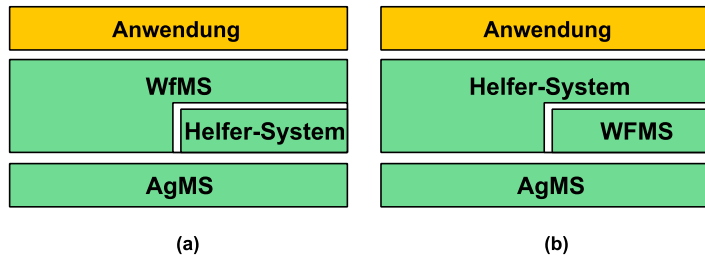 Anwendung
WfMS
Helfer-System
AgMS
(a)
Anwendung
Helfer-System
WFMS
AgMS
(b)